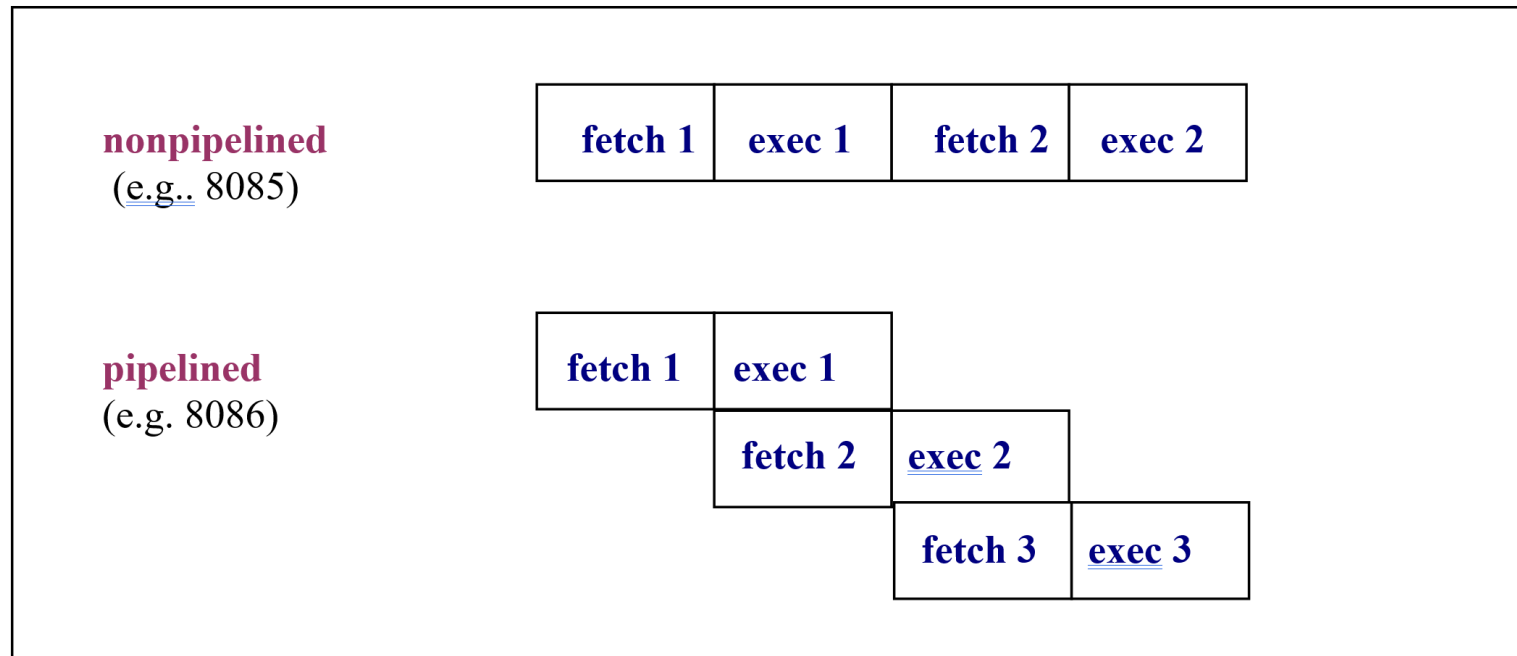 nonpipelined
(e.g.. 8085)
fetch 1
exec 1
fetch 2
exec 2
pipelined
(e.g. 8086)
fetch 1
exec 1
fetch 2
exec 2
fetch 3
exec 3